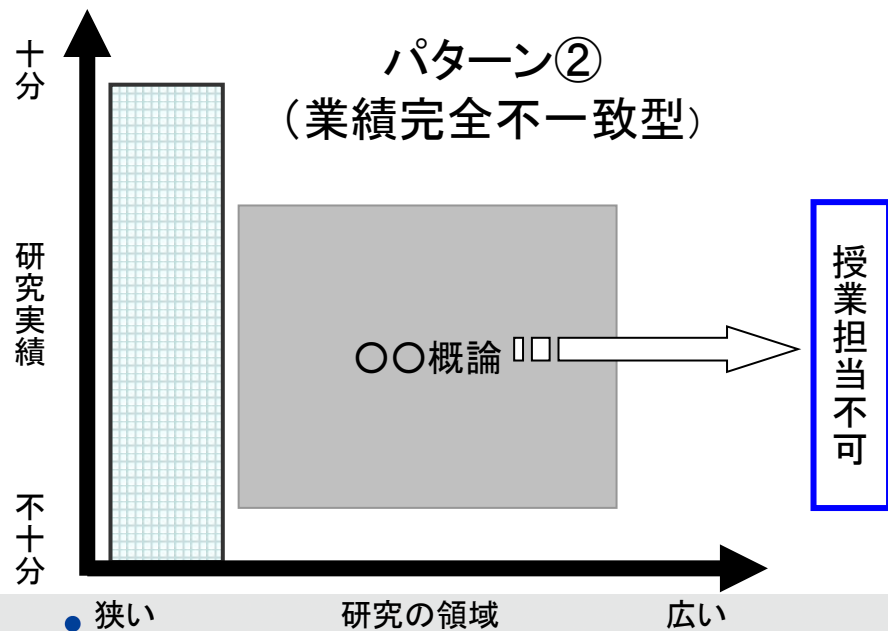 パターン②
（業績完全不一致型）
十分
研究実績
不十分
〇〇概論
授業担当不可
• 狭い 研究の領域 広い